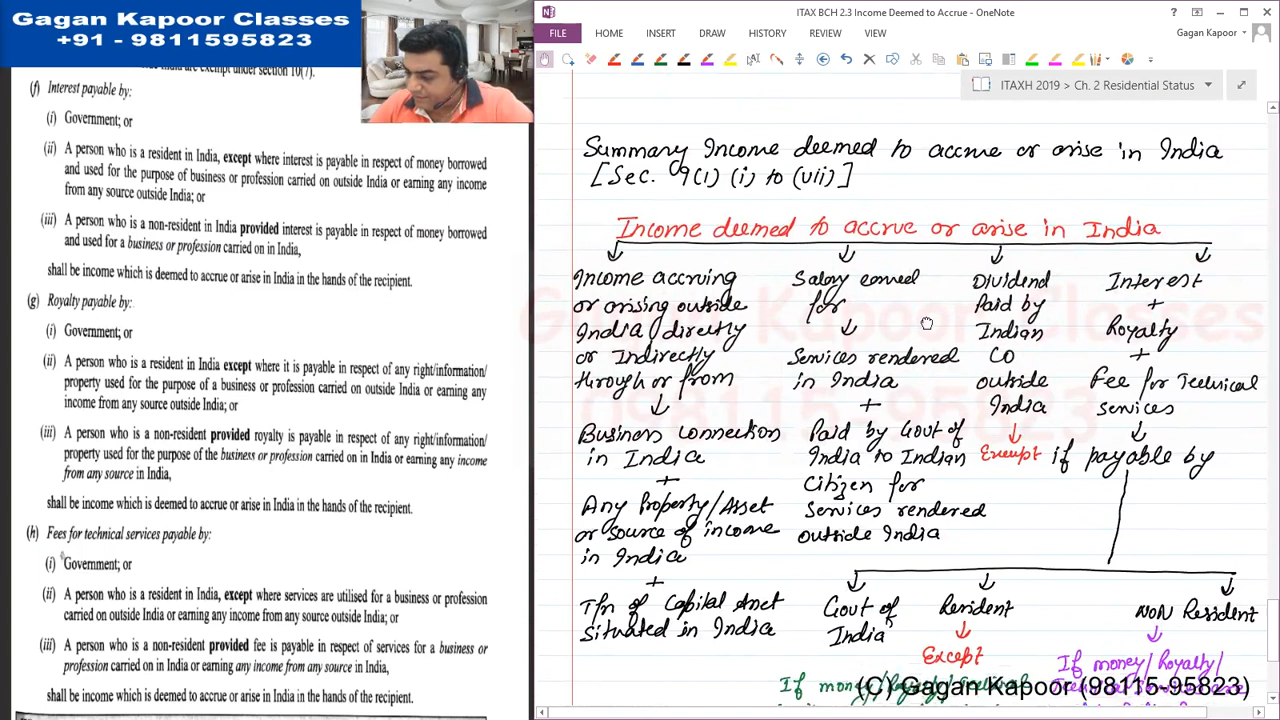 Gagan Kapoor Classes
+91 - 9811595823
are exempt under section 10(7).
(f) Interest payable by:
(i) Government; or
(ii) A person who is a resident in India, except where interest is payable in respect of money borrowed
and used for the purpose of business or profession carried on outside India or earning any income
from any source outside India; or
(iii) A person who is a non-resident in India provided interest is payable in respect of money borrowed
and used for a business or profession carried on in India,
shall be income which is deemed to accrue or arise in India in the hands of the recipient.
(g) Royalty payable by:
(i) Government; or
(ii) A person who is a resident in India except where it is payable in respect of any right/information/
property used for the purpose of a business or profession carried on outside India or earning any
income from any source outside India; or
(iii) A person who is a non-resident provided royalty is payable in respect of any right/information/
property used for the purpose of the business or profession carried on in India or earning any income
from any source in India,
shall be income which is deemed to accrue or arise in India in the hands of the recipient.
(h) Fees for technical services payable by:
(i) Government; or
(ii) A person who is a resident in India, except where services are utilised for a business or profession
carried on outside India or earning any income from any source outside India; or
(iii) A person who is a non-resident provided fee is payable in respect of services for a business or
profession carried on in India or earning any income from any source in India,
shall be income which is deemed to accrue or arise in India in the hands of the recipient.
ITAX BCH 2.3 Income Deemed to Accrue - OneNote
FILE HOME INSERT DRAW HISTORY REVIEW VIEW
Gagan Kapoor
ITAXH 2019 > Ch. 2 Residential Status
Summary Income deemed to accrue or arise in India
[Sec. 9(1) (i) to (vii)]
Income deemed to accrue or arise in India
Income accruing
or arising outside
India directly
or Indirectly
through or from
Business Connection
in India
+
Any Property/Asset
or source of income
in India
+
Tfn of Capital Asset
situated in India
Salary earned
for
Services rendered
in India
+
Paid by Govt of
India to Indian
Citizen for
Services rendered
outside India
Dividend
Paid by
Indian
CO
outside
India
Exempt
Interest
+
Royalty
+
Fee for Technical
Services
if payable by
Govt of
India
Resident
Except
If money/Royalty/
NON Resident
If money/Royalty/
(C) Gagan Kapoor (98115-95823)
Gagan Kapoor Classes
09811595823